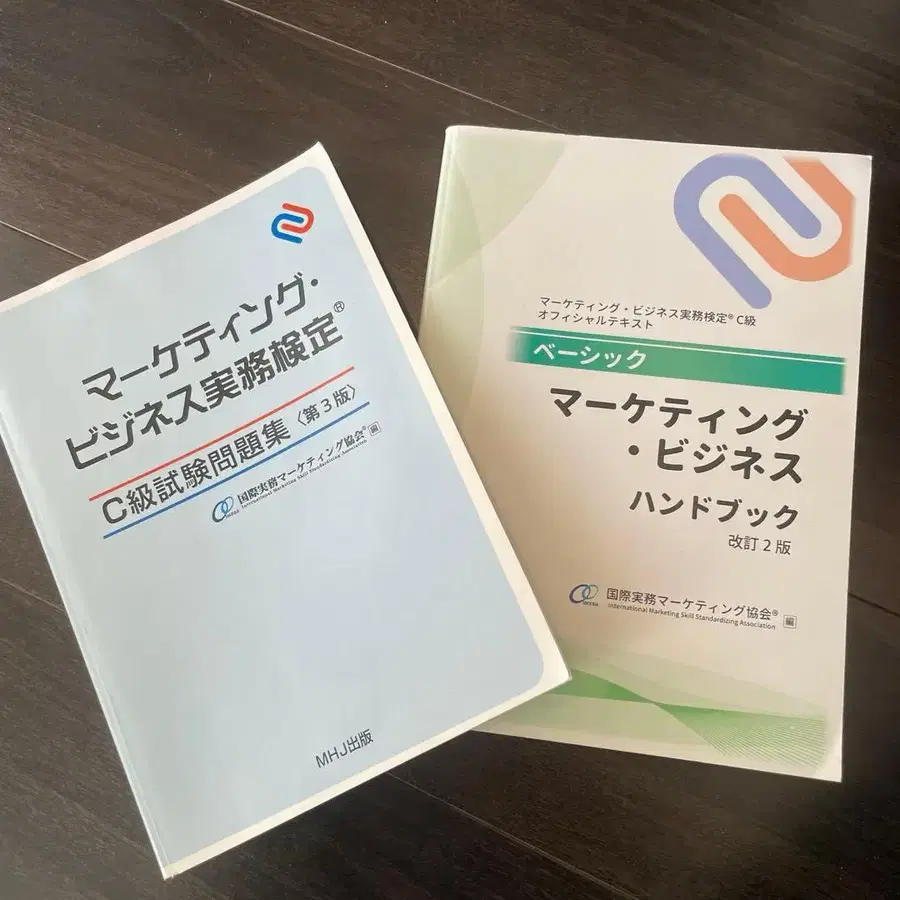 マーケティング・
ビジネス実務検定®
C級試験問題集〈第3版〉
国際実務マーケティング協会® 編
International Marketing Skill Standardizing Association
MHJ出版
マーケティング・ビジネス実務検定® C級
オフィシャルテキスト
ベーシック
マーケティング
・ビジネス
ハンドブック
改訂2版
国際実務マーケティング協会® 編
International Marketing Skill Standardizing Association